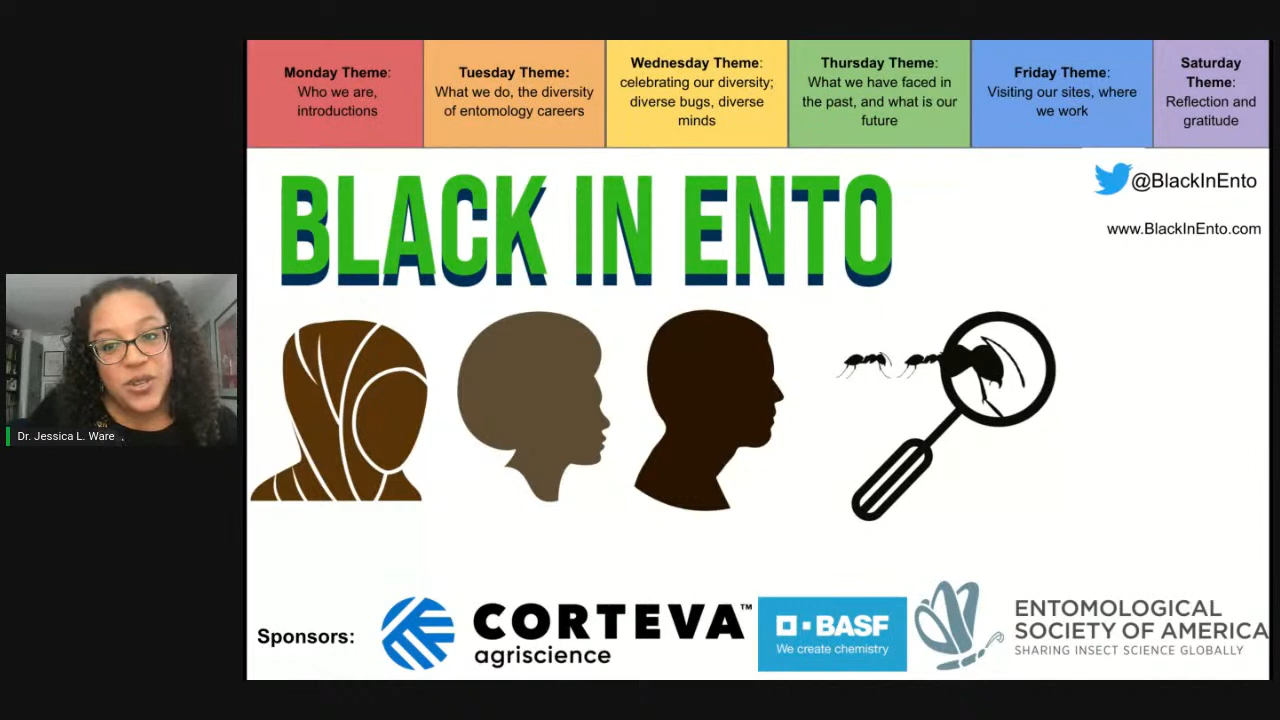 Monday Theme:
Who we are,
introductions
Tuesday Theme:
What we do, the diversity
of entomology careers
Wednesday Theme:
celebrating our diversity;
diverse bugs, diverse
minds
Thursday Theme:
What we have faced in
the past, and what is our
future
Friday Theme:
Visiting our sites, where
we work
Saturday
Theme:
Reflection and
gratitude
BLACK IN ENTO
@BlackInEnto
www.BlackInEnto.com
Dr. Jessica L. Ware
Sponsors:
CORTEVA™
agriscience
BASF
We create chemistry
ENTOMOLOGICAL
SOCIETY OF AMERICA
SHARING INSECT SCIENCE GLOBALLY